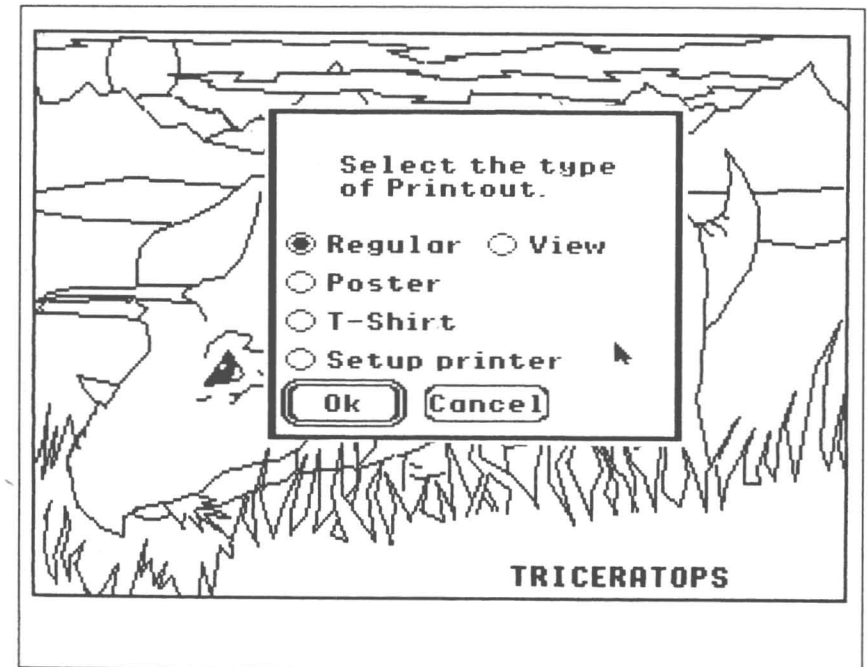 Select the type
of Printout.
Regular View
Poster
T-Shirt
Setup printer
Ok Cancel
TRICERATOPS